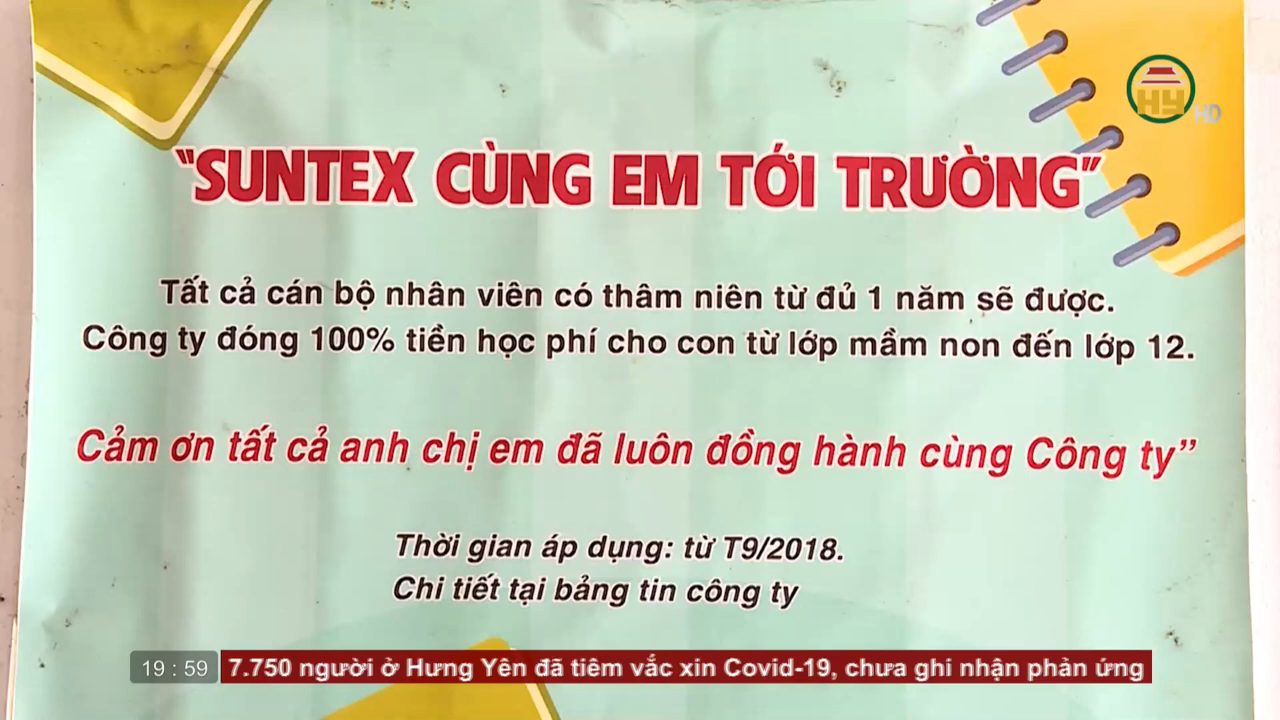 HY HD
"SUNTEX CÙNG EM TỚI TRƯỜNG"
Tất cả cán bộ nhân viên có thâm niên từ đủ 1 năm sẽ được.
Công ty đóng 100% tiền học phí cho con từ lớp mầm non đến lớp 12.
Cảm ơn tất cả anh chị em đã luôn đồng hành cùng Công ty"
Thời gian áp dụng: từ T9/2018.
Chi tiết tại bảng tin công ty
19 : 59 7.750 người ở Hưng Yên đã tiêm vắc xin Covid-19, chưa ghi nhận phản ứng